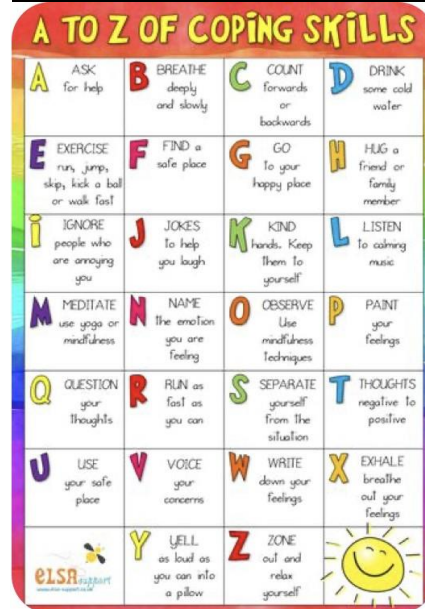 A TO Z OF COPING SKILLS
A ASK
for help
B BREATHE
deeply
and slowly
C COUNT
forwards
or
backwards
D DRINK
some cold
water
E EXERCISE
run, jump,
skip, kick a ball
or walk fast
F FIND a
safe place
G GO
to your
happy place
H HUG a
friend or
family
member
i IGNORE
people who
are annoying
you
J JOKES
to help
you laugh
K KIND
hands. Keep
them to
yourself
L LISTEN
to calming
music
M MEDITATE
use yoga or
mindfulness
N NAME
the emotion
you are
feeling
O OBSERVE
Use
mindfulness
techniques
P PAINT
your
feelings
Q QUESTION
your
thoughts
R RUN as
fast as
you can
S SEPARATE
yourself
from the
situation
T THOUGHTS
negative to
positive
U USE
your safe
place
V VOICE
your
concerns
W WRITE
down your
feelings
X EXHALE
breathe
out your
feelings
eLSA support
www.elsa-support.co.uk
Y YELL
as loud as
you can into
a pillow
Z ZONE
out and
relax
yourself